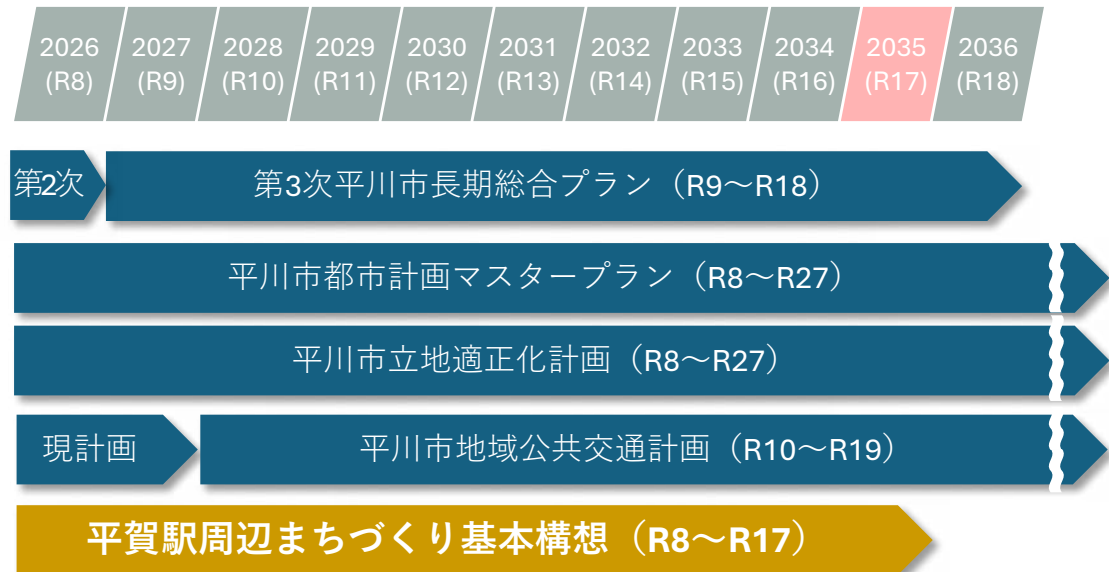 2026 2027 2028 2029 2030 2031 2032 2033 2034 2035 2036
(R8) (R9) (R10) (R11) (R12) (R13) (R14) (R15) (R16) (R17) (R18)
第2次 第3次平川市長期総合プラン（R9～R18）
平川市都市計画マスタープラン（R8～R27）
平川市立地適正化計画（R8～R27）
現計画 平川市地域公共交通計画（R10～R19）
平賀駅周辺まちづくり基本構想（R8～R17）